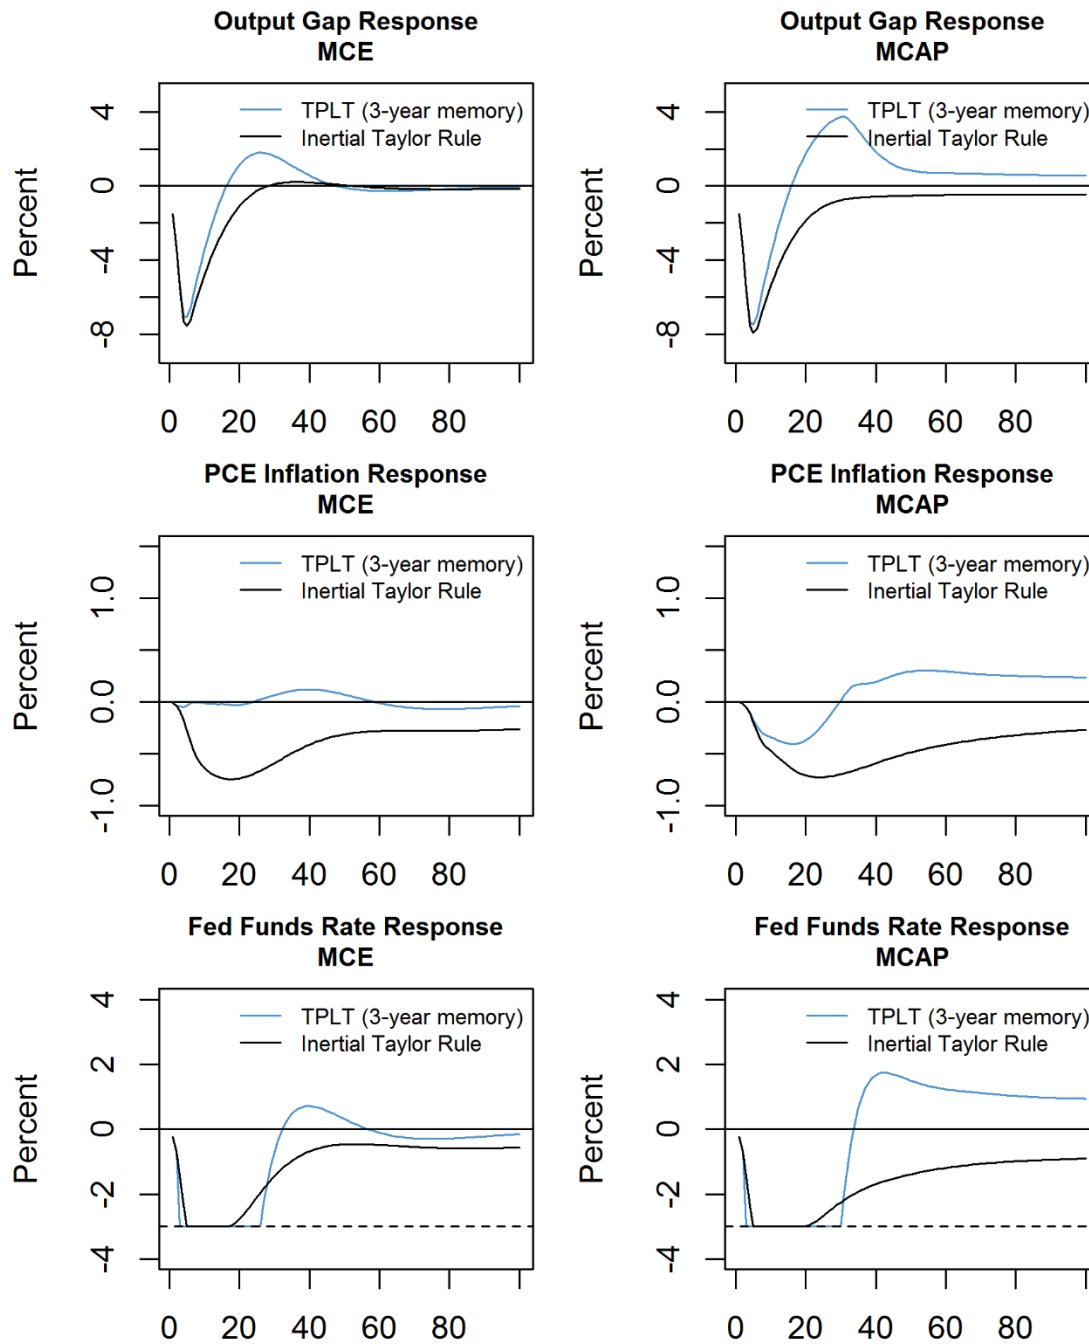 Output Gap Response
MCE
Percent
4
0
-4
-8
TPLT (3-year memory)
Inertial Taylor Rule
0 20 40 60 80
Output Gap Response
MCAP
Percent
4
0
-4
-8
TPLT (3-year memory)
Inertial Taylor Rule
0 20 40 60 80
PCE Inflation Response
MCE
Percent
1.0
0.0
-1.0
TPLT (3-year memory)
Inertial Taylor Rule
0 20 40 60 80
PCE Inflation Response
MCAP
Percent
1.0
0.0
-1.0
TPLT (3-year memory)
Inertial Taylor Rule
0 20 40 60 80
Fed Funds Rate Response
MCE
Percent
4
2
0
-2
-4
TPLT (3-year memory)
Inertial Taylor Rule
0 20 40 60 80
Fed Funds Rate Response
MCAP
Percent
4
2
0
-2
-4
TPLT (3-year memory)
Inertial Taylor Rule
0 20 40 60 80